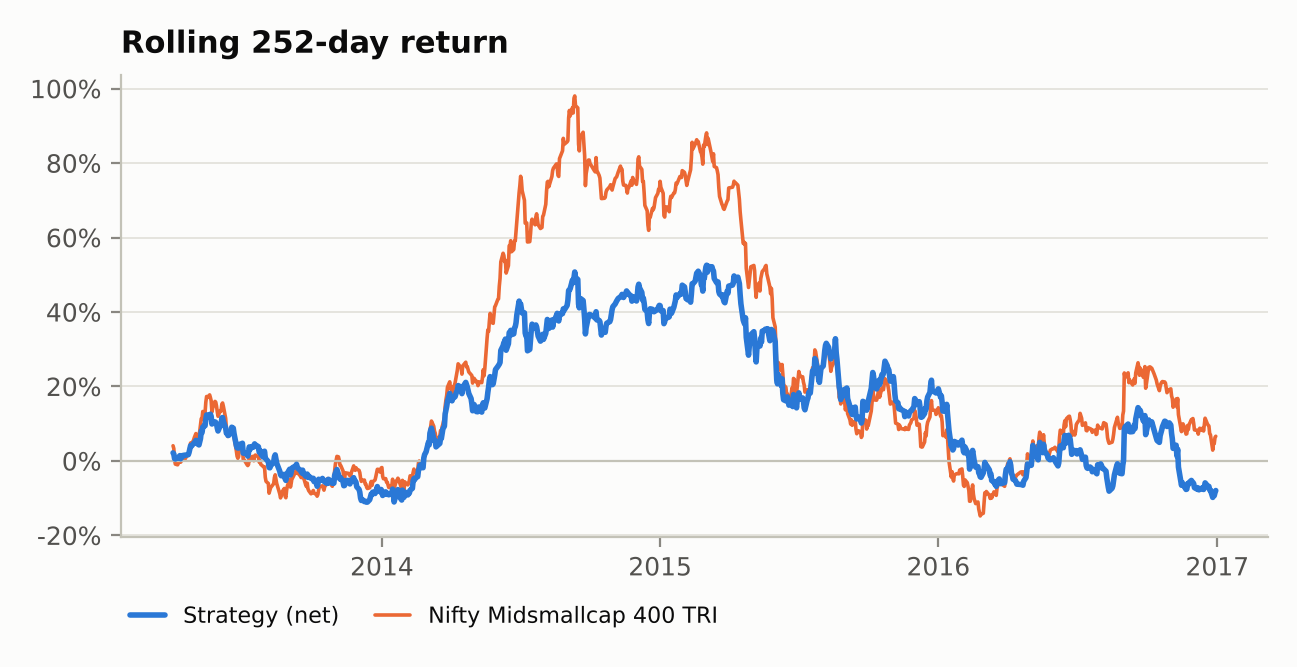 Rolling 252-day return
100%
80%
60%
40%
20%
0%
-20%
2014 2015 2016 2017
Strategy (net) Nifty Midsmallcap 400 TRI